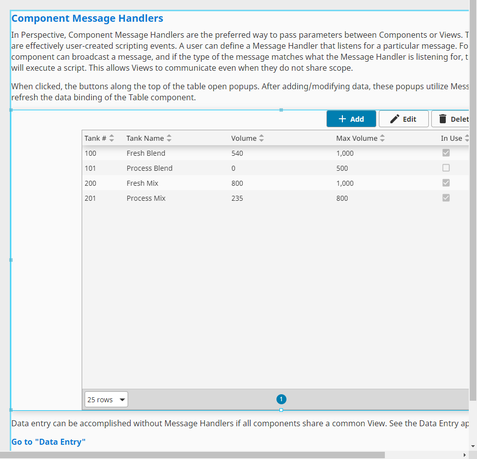 Component Message Handlers
In Perspective, Component Message Handlers are the preferred way to pass parameters between Components or Views. T
are effectively user-created scripting events. A user can define a Message Handler that listens for a particular message. Fo
component can broadcast a message, and if the type of the message matches what the Message Handler is listening for, t
will execute a script. This allows Views to communicate even when they do not share scope.
When clicked, the buttons along the top of the table open popups. After adding/modifying data, these popups utilize Mess
refresh the data binding of the Table component.
Add Edit Delet
Tank # Tank Name Volume Max Volume In Use
100 Fresh Blend 540 1,000
101 Process Blend 0 500
200 Fresh Mix 800 1,000
201 Process Mix 235 800
25 rows 1
Data entry can be accomplished without Message Handlers if all components share a common View. See the Data Entry ap
Go to "Data Entry"